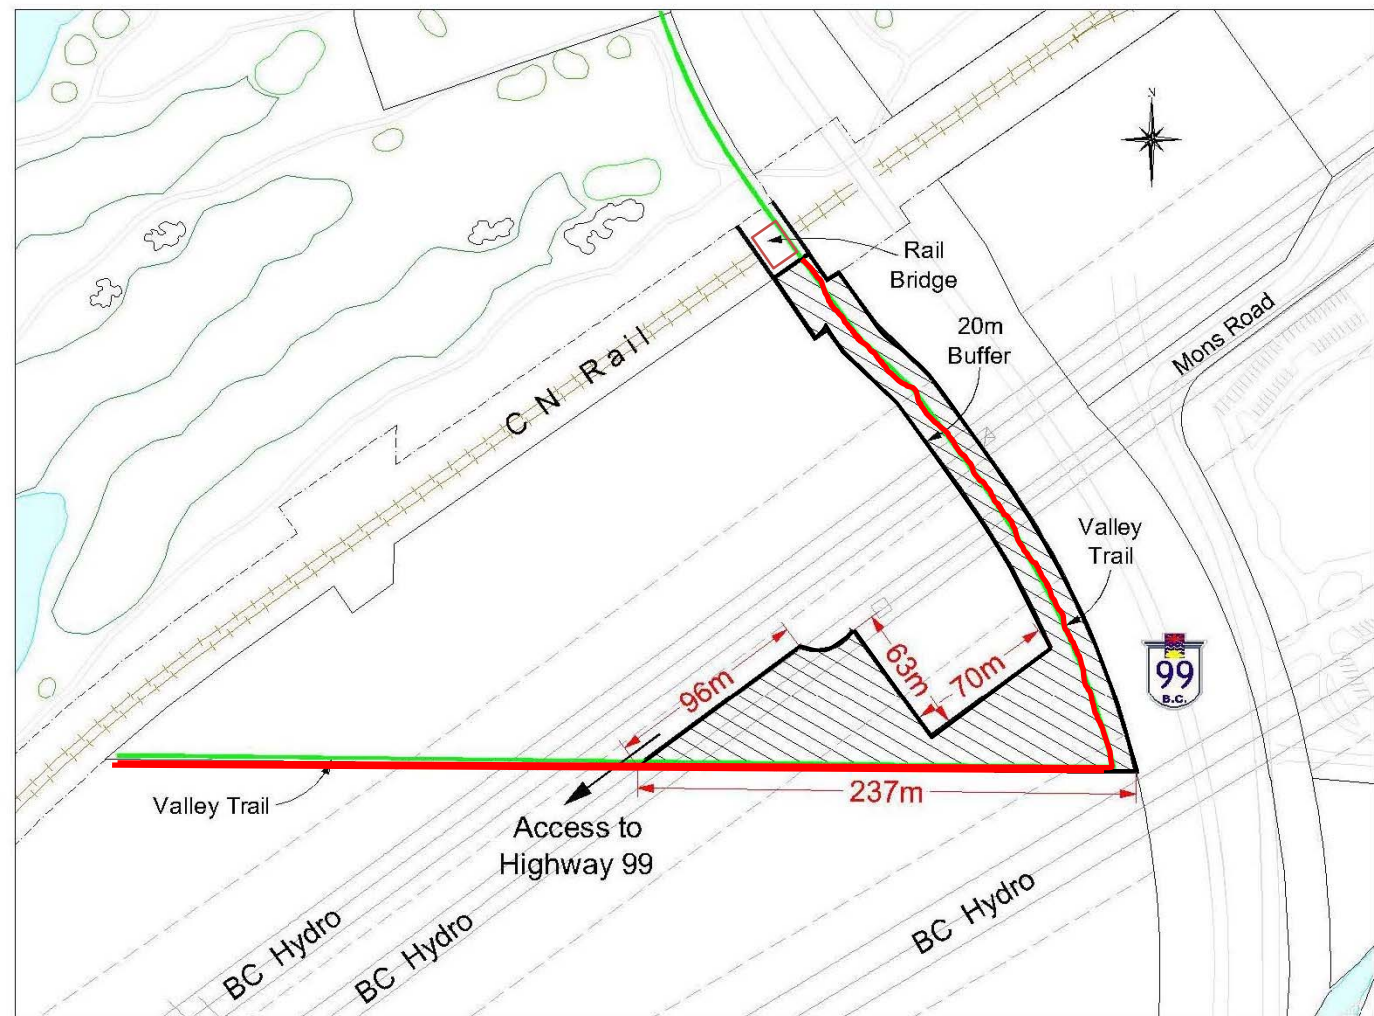 N
Rail
Bridge
20m
Buffer
Mons Road
C N Rail
Valley
Trail
99
B.C.
96m
63m
70m
237m
Valley Trail
Access to
Highway 99
BC Hydro
BC Hydro
BC Hydro